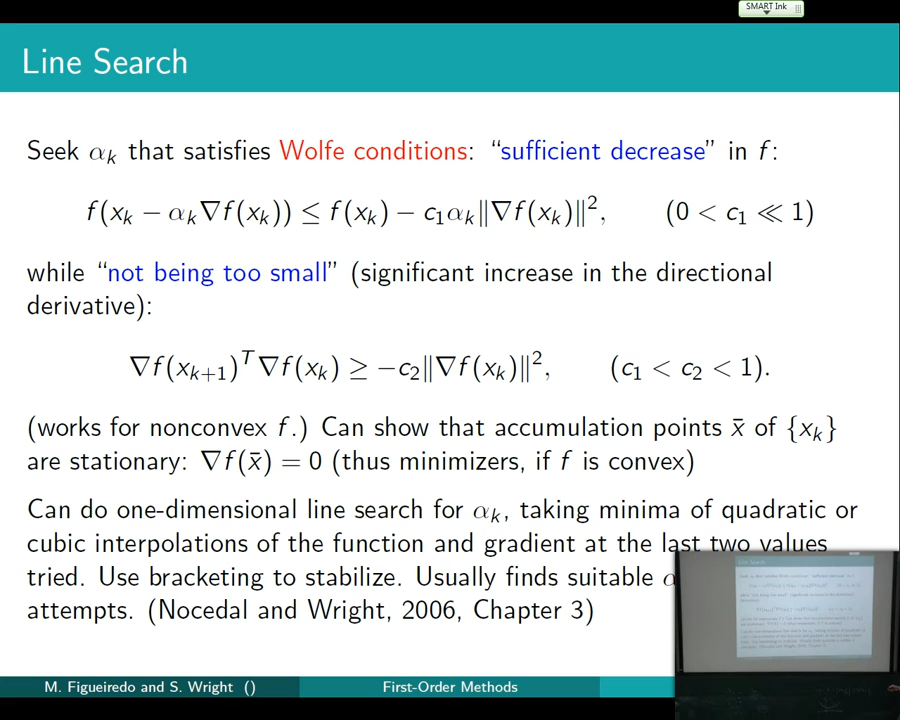 SMART Ink
Line Search
Seek αₖ that satisfies Wolfe conditions: “sufficient decrease” in f:
f(xₖ − αₖ∇f(xₖ)) ≤ f(xₖ) − c₁αₖ‖∇f(xₖ)‖², (0 < c₁ ≪ 1)
while “not being too small” (significant increase in the directional
derivative):
∇f(xₖ₊₁)ᵀ∇f(xₖ) ≥ −c₂‖∇f(xₖ)‖², (c₁ < c₂ < 1).
(works for nonconvex f.) Can show that accumulation points x̄ of {xₖ}
are stationary: ∇f(x̄) = 0 (thus minimizers, if f is convex)
Can do one-dimensional line search for αₖ, taking minima of quadratic or
cubic interpolations of the function and gradient at the last two values
tried. Use bracketing to stabilize. Usually finds suitable α
attempts. (Nocedal and Wright, 2006, Chapter 3)
M. Figueiredo and S. Wright () First-Order Methods